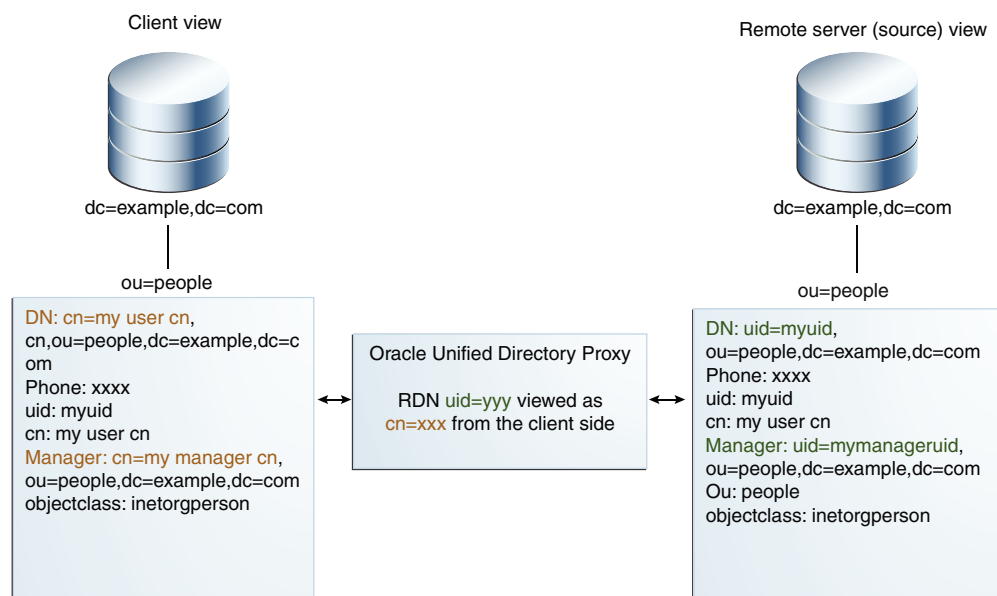 Client view
dc=example,dc=com
ou=people
DN: cn=my user cn,
cn,ou=people,dc=example,dc=c
om
Phone: xxxx
uid: myuid
cn: my user cn
Manager: cn=my manager cn,
ou=people,dc=example,dc=com
objectclass: inetorgperson
Oracle Unified Directory Proxy
RDN uid=yyy viewed as
cn=xxx from the client side
Remote server (source) view
dc=example,dc=com
ou=people
DN: uid=myuid,
ou=people,dc=example,dc=com
Phone: xxxx
uid: myuid
cn: my user cn
Manager: uid=mymanageruid,
ou=people,dc=example,dc=com
Ou: people
objectclass: inetorgperson